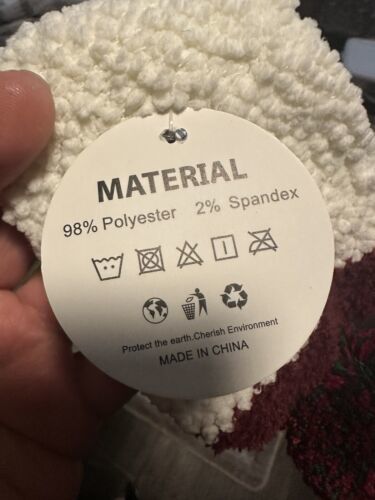 MATERIAL
98% Polyester 2% Spandex
Protect the earth.Cherish Environment
MADE IN CHINA